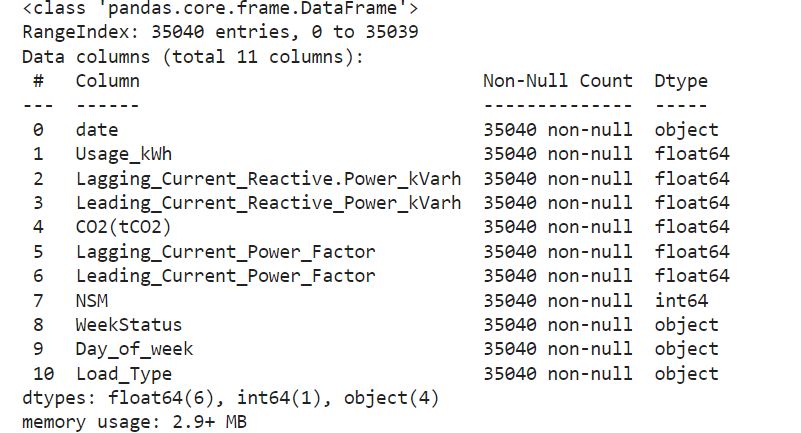 <class 'pandas.core.frame.DataFrame'>
RangeIndex: 35040 entries, 0 to 35039
Data columns (total 11 columns):
 #   Column                                Non-Null Count  Dtype
---  ------                                --------------  -----
 0   date                                  35040 non-null  object
 1   Usage_kWh                             35040 non-null  float64
 2   Lagging_Current_Reactive.Power_kVarh  35040 non-null  float64
 3   Leading_Current_Reactive_Power_kVarh  35040 non-null  float64
 4   CO2(tCO2)                             35040 non-null  float64
 5   Lagging_Current_Power_Factor          35040 non-null  float64
 6   Leading_Current_Power_Factor          35040 non-null  float64
 7   NSM                                   35040 non-null  int64
 8   WeekStatus                            35040 non-null  object
 9   Day_of_week                           35040 non-null  object
 10  Load_Type                             35040 non-null  object
dtypes: float64(6), int64(1), object(4)
memory usage: 2.9+ MB